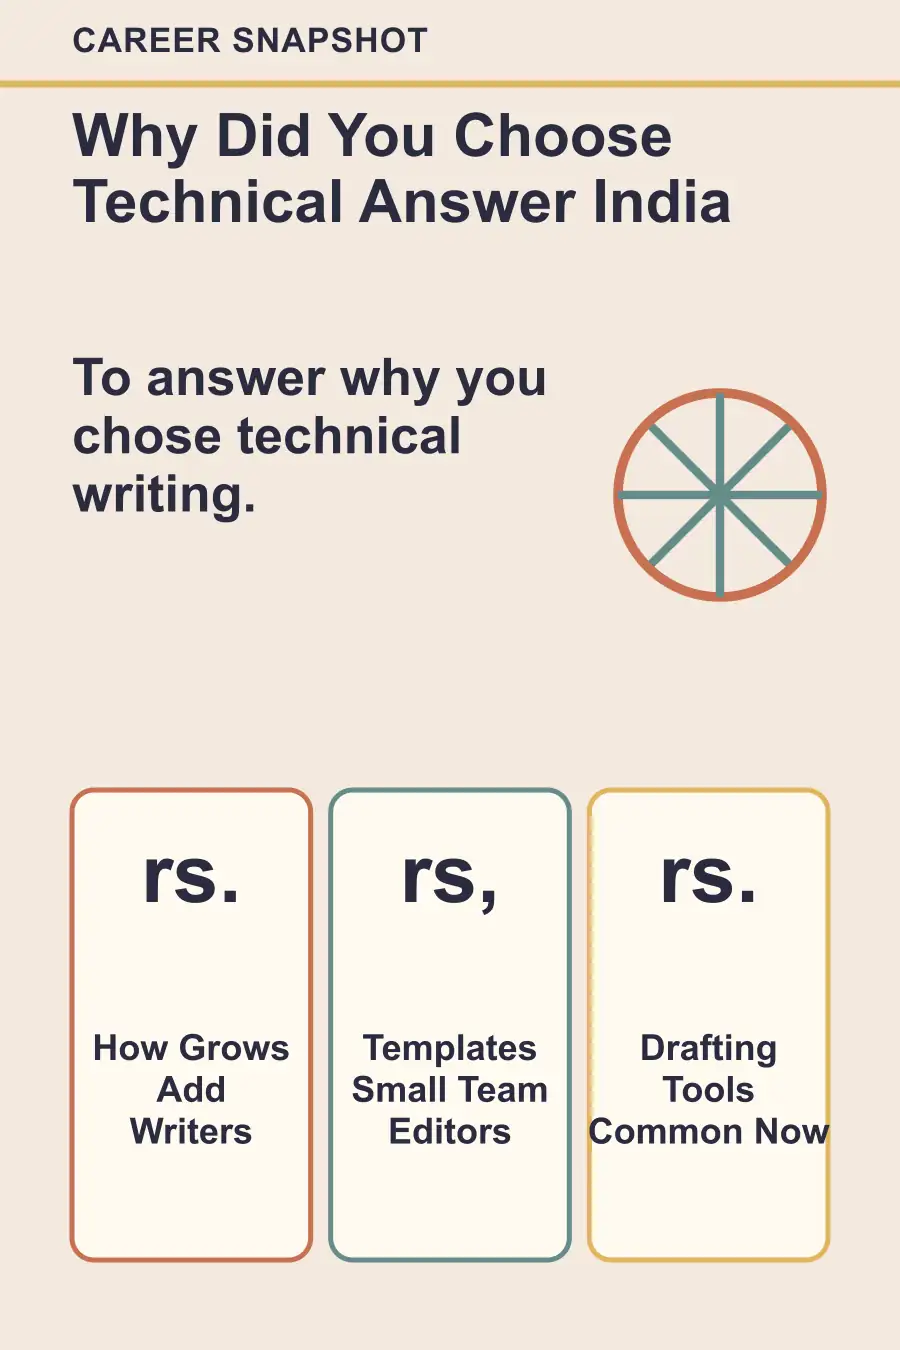 CAREER SNAPSHOT
Why Did You Choose
Technical Answer India
To answer why you
chose technical
writing.
rs.
How Grows
Add
Writers
rs,
Templates
Small Team
Editors
rs.
Drafting
Tools
Common Now